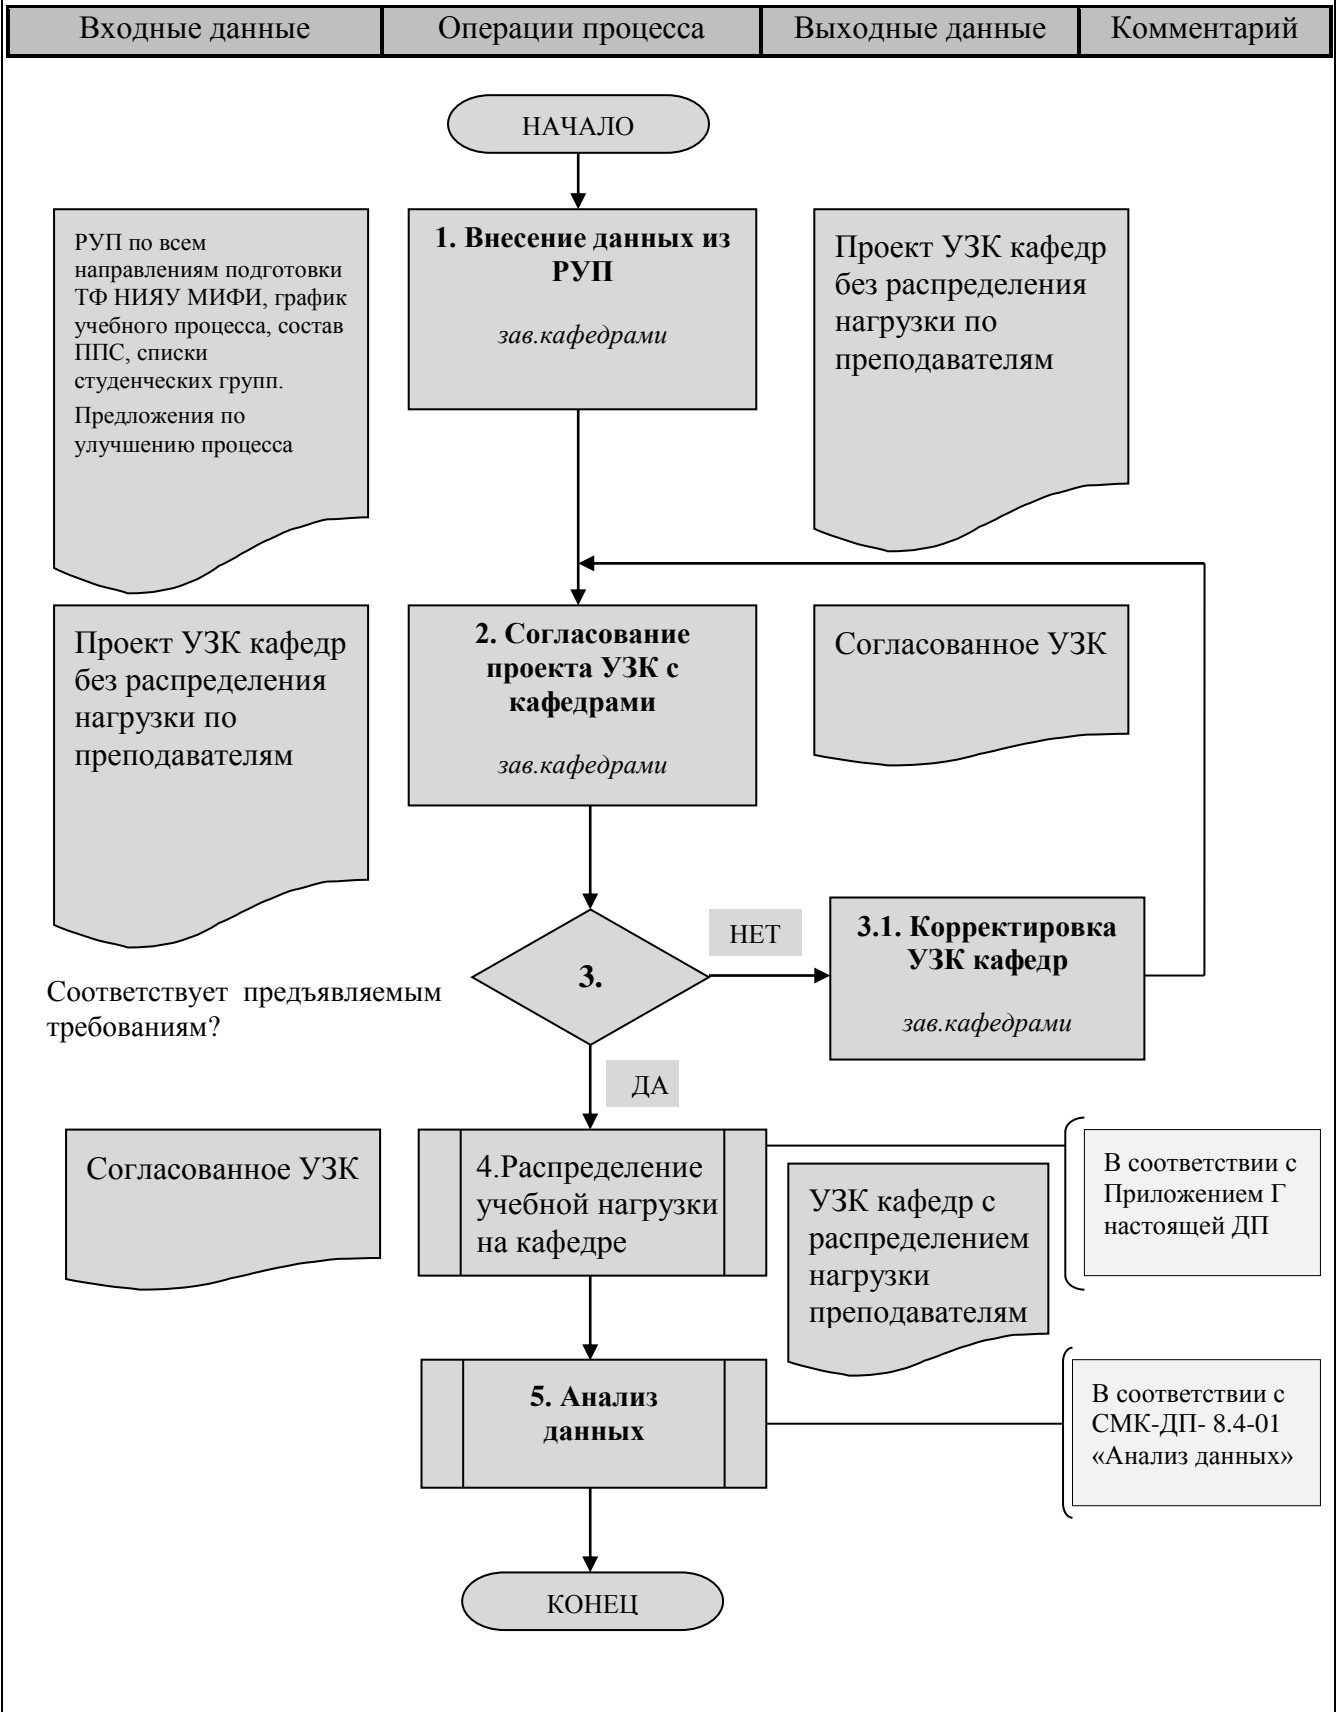 Входные данные
Операции процесса
Выходные данные
Комментарий
НАЧАЛО
РУП по всем
направлениям подготовки
ТФ НИЯУ МИФИ, график
учебного процесса, состав
ППС, списки
студенческих групп.
Предложения по
улучшению процесса
1. Внесение данных из
РУП
зав.кафедрами
Проект УЗК кафедр
без распределения
нагрузки по
преподавателям
Проект УЗК кафедр
без распределения
нагрузки по
преподавателям
2. Согласование
проекта УЗК с
кафедрами
зав.кафедрами
Согласованное УЗК
Соответствует предъявляемым
требованиям?
3.
НЕТ
3.1. Корректировка
УЗК кафедр
зав.кафедрами
ДА
Согласованное УЗК
4.Распределение
учебной нагрузки
на кафедре
УЗК кафедр с
распределением
нагрузки
преподавателям
В соответствии с
Приложением Г
настоящей ДП
5. Анализ
данных
В соответствии с
СМК-ДП- 8.4-01
«Анализ данных»
КОНЕЦ